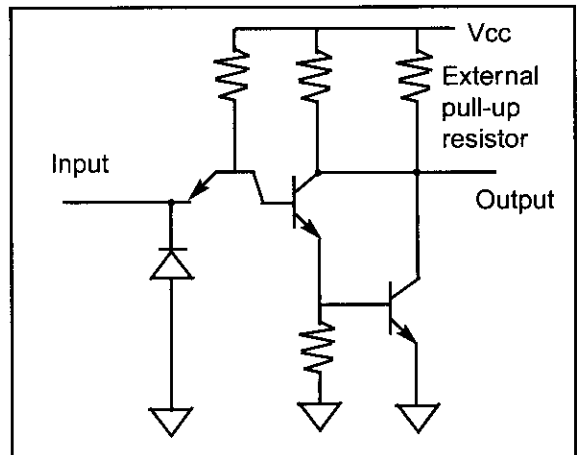 Vcc
External
pull-up
resistor
Input
Output